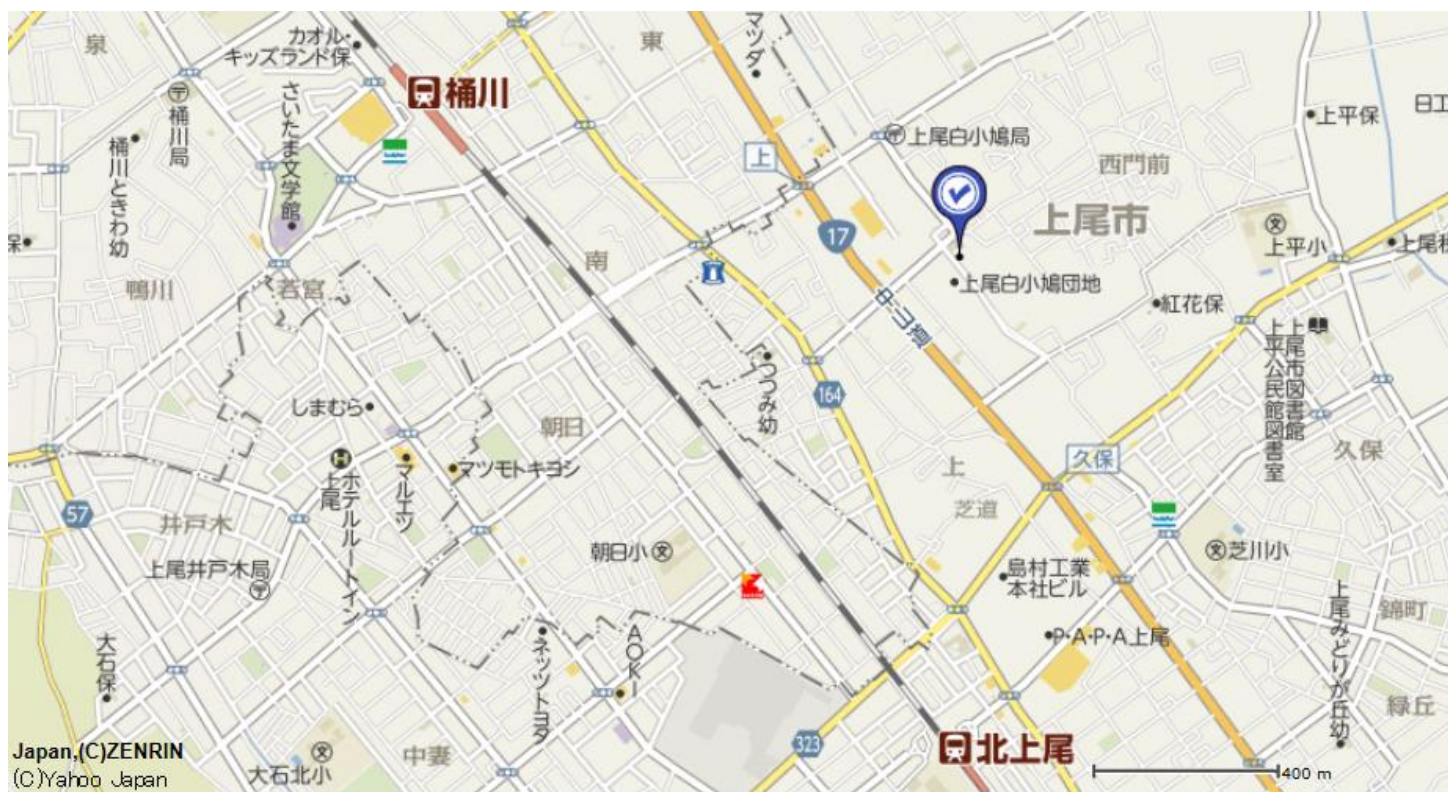 泉
カオル・
キッズランド保
東
マツダ
桶川
桶川局
さいたま文学館
桶川ときわ幼
上
上尾白小鳩局
上平保
日工
西門前
上尾市
上平小
17
中山道
上尾白小鳩団地
紅花保
南
鴨川
若宮
保
つつみ幼
164
上尾市図書館
上平公民館図書室
久保
しまむら
朝日
マツモトキヨシ
マルエツ
ホテルルートイン
上尾
57
井戸木
上尾井戸木局
久保
上
芝道
朝日小
島村工業
本社ビル
芝川小
錦町
上尾みどりが丘幼
P・A・P・A上尾
緑丘
AOKI
ネッツトヨタ
大石保
323
北上尾
中妻
大石北小
Japan,(C)ZENRIN
(C)Yahoo Japan
400 m